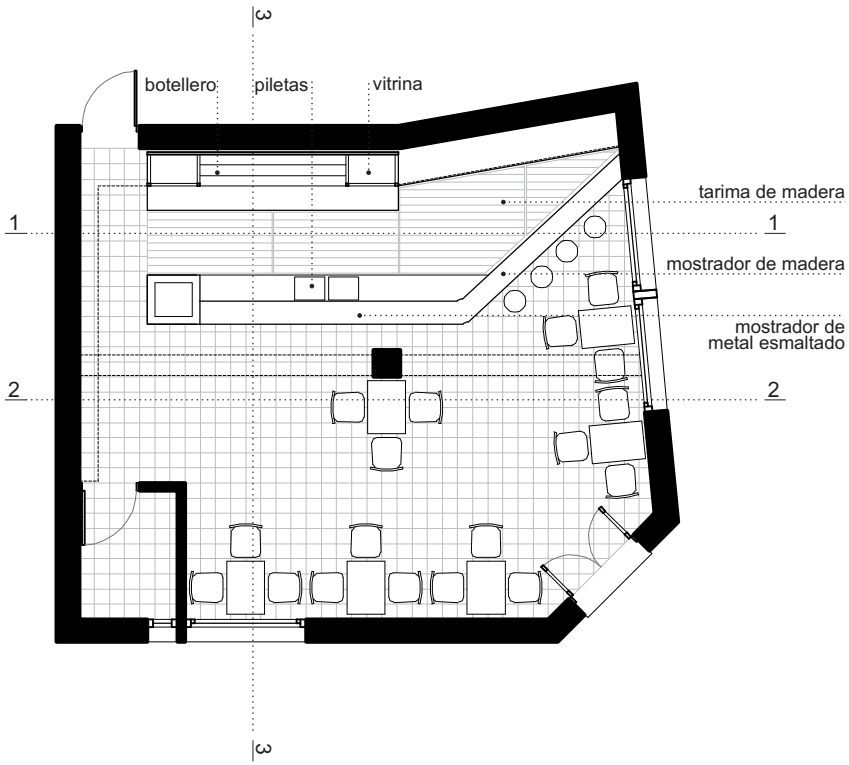 3
botellero
piletas
vitrina
tarima de madera
1
1
mostrador de madera
mostrador de
metal esmaltado
2
2
3